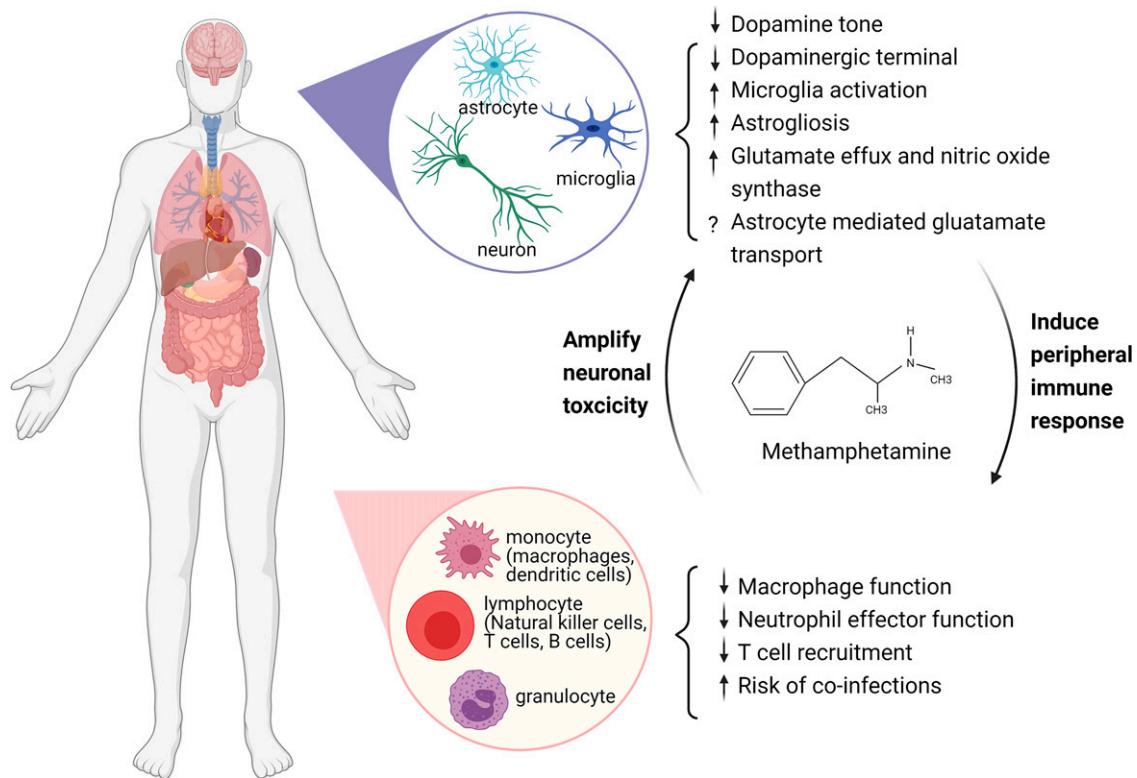 ↓ Dopamine tone
↓ Dopaminergic terminal
↑ Microglia activation
↑ Astrogliosis
↑ Glutamate effux and nitric oxide
synthase
? Astrocyte mediated gluatamate
transport
astrocyte
microglia
neuron
Amplify
neuronal
toxcicity
H
N
CH3
CH3
Methamphetamine
Induce
peripheral
immune
response
monocyte
(macrophages,
dendritic cells)
lymphocyte
(Natural killer cells,
T cells, B cells)
granulocyte
↓ Macrophage function
↓ Neutrophil effector function
↓ T cell recruitment
↑ Risk of co-infections